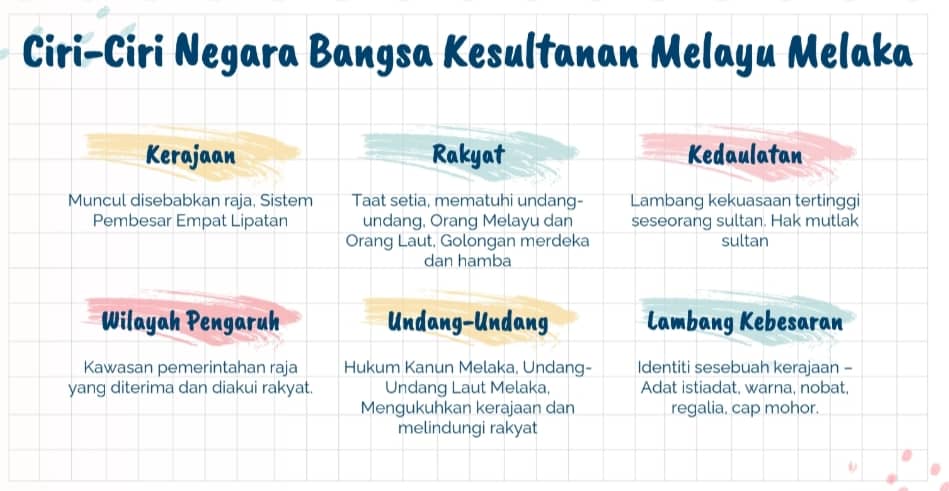 Ciri-Ciri Negara Bangsa Kesultanan Melayu Melaka
Kerajaan
Muncul disebabkan raja, Sistem
Pembesar Empat Lipatan
Rakyat
Taat setia, mematuhi undang-
undang, Orang Melayu dan
Orang Laut, Golongan merdeka
dan hamba
Kedaulatan
Lambang kekuasaan tertinggi
seseorang sultan. Hak mutlak
sultan
Wilayah Pengaruh
Kawasan pemerintahan raja
yang diterima dan diakui rakyat.
Undang-Undang
Hukum Kanun Melaka, Undang-
Undang Laut Melaka,
Mengukuhkan kerajaan dan
melindungi rakyat
Lambang Kebesaran
Identiti sesebuah kerajaan –
Adat istiadat, warna, nobat,
regalia, cap mohor.